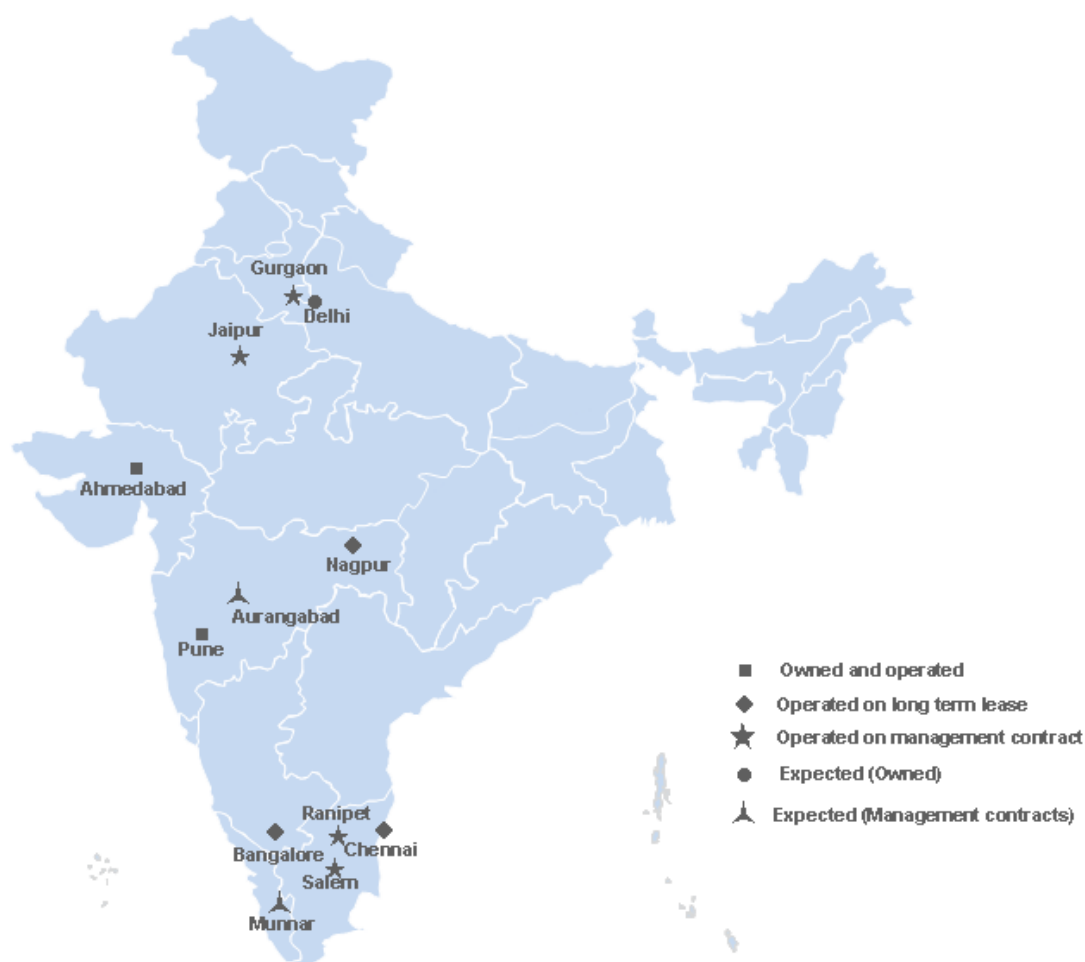 Gurgaon
Delhi
Jaipur
Ahmedabad
Nagpur
Aurangabad
Pune
Owned and operated
Operated on long term lease
Operated on management contract
Expected (Owned)
Expected (Management contracts)
Ranipet
Chennai
Bangalore
Salem
Munnar